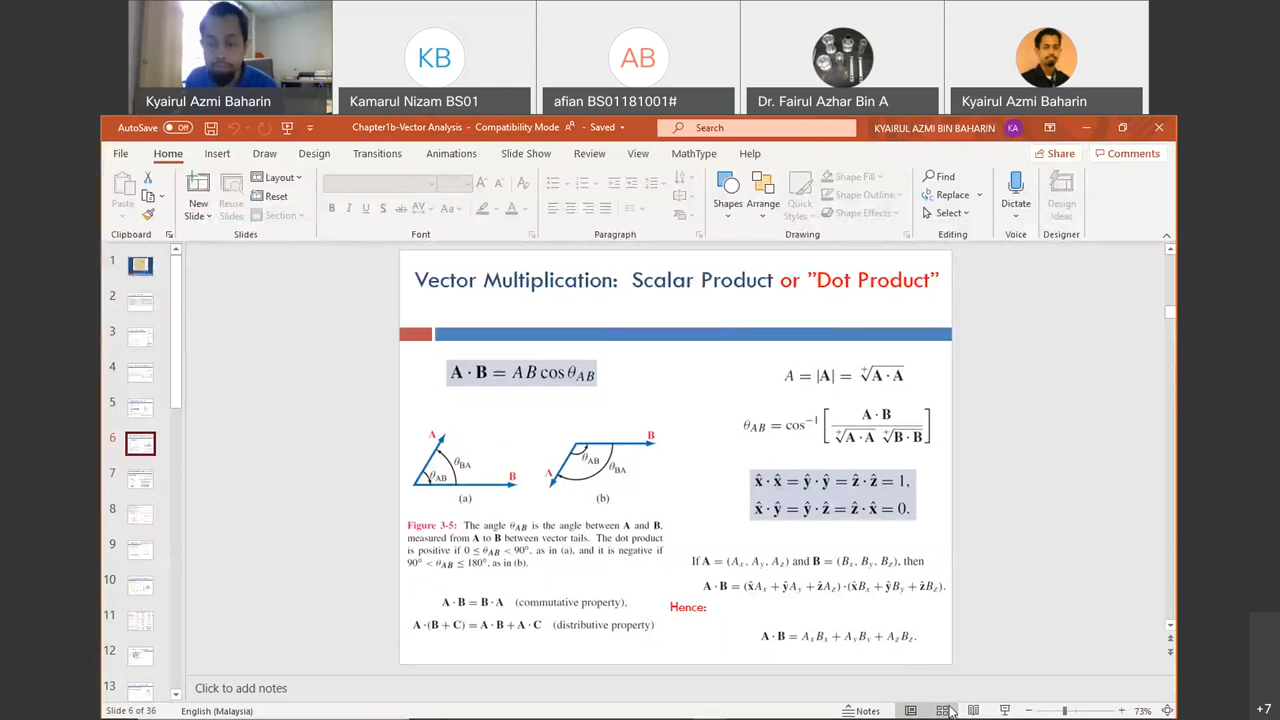 KB
AB
Kyairul Azmi Baharin
Kamarul Nizam BS01
afian BS01181001#
Dr. Fairul Azhar Bin A
Kyairul Azmi Baharin
AutoSave Off
Chapter1b-Vector Analysis - Compatibility Mode
- Saved
Search
KYAIRUL AZMI BIN BAHARIN
KA
File Home Insert Draw Design Transitions Animations Slide Show Review View MathType Help
Share
Comments
Paste
New Slide
Reuse Slides
Layout
Reset
Section
B I U S ab AV Aa A
Shapes
Arrange
Quick Styles
Shape Fill
Shape Outline
Shape Effects
Find
Replace
Select
Dictate
Design Ideas
Clipboard Slides Font Paragraph Drawing Editing Voice Designer
1
2
3
4
5
6
7
8
9
10
11
12
13
Vector Multiplication: Scalar Product or "Dot Product"
A · B = AB cos θ_AB
A
θ_BA
θ_AB
B
(a)
B
θ_AB
θ_BA
A
(b)
Figure 3-5: The angle θ_AB is the angle between A and B,
measured from A to B between vector tails. The dot product
is positive if 0 ≤ θ_AB < 90°, as in (a), and it is negative if
90° < θ_AB ≤ 180°, as in (b).
A · B = B · A (commutative property),
A·(B + C) = A · B + A · C (distributive property)
A = |A| = ⁺√(A · A)
θ_AB = cos⁻¹ [ A · B / (⁺√(A · A) ⁺√(B · B)) ]
x̂ · x̂ = ŷ · ŷ = ẑ · ẑ = 1,
x̂ · ŷ = ŷ · ẑ = ẑ · x̂ = 0.
If A = (A_x, A_y, A_z) and B = (B_x, B_y, B_z), then
A · B = (x̂A_x + ŷA_y + ẑA_z) ·(x̂B_x + ŷB_y + ẑB_z).
Hence:
A · B = A_xB_x + A_yB_y + A_zB_z.
Click to add notes
Slide 6 of 36
English (Malaysia)
Notes
73%
+7